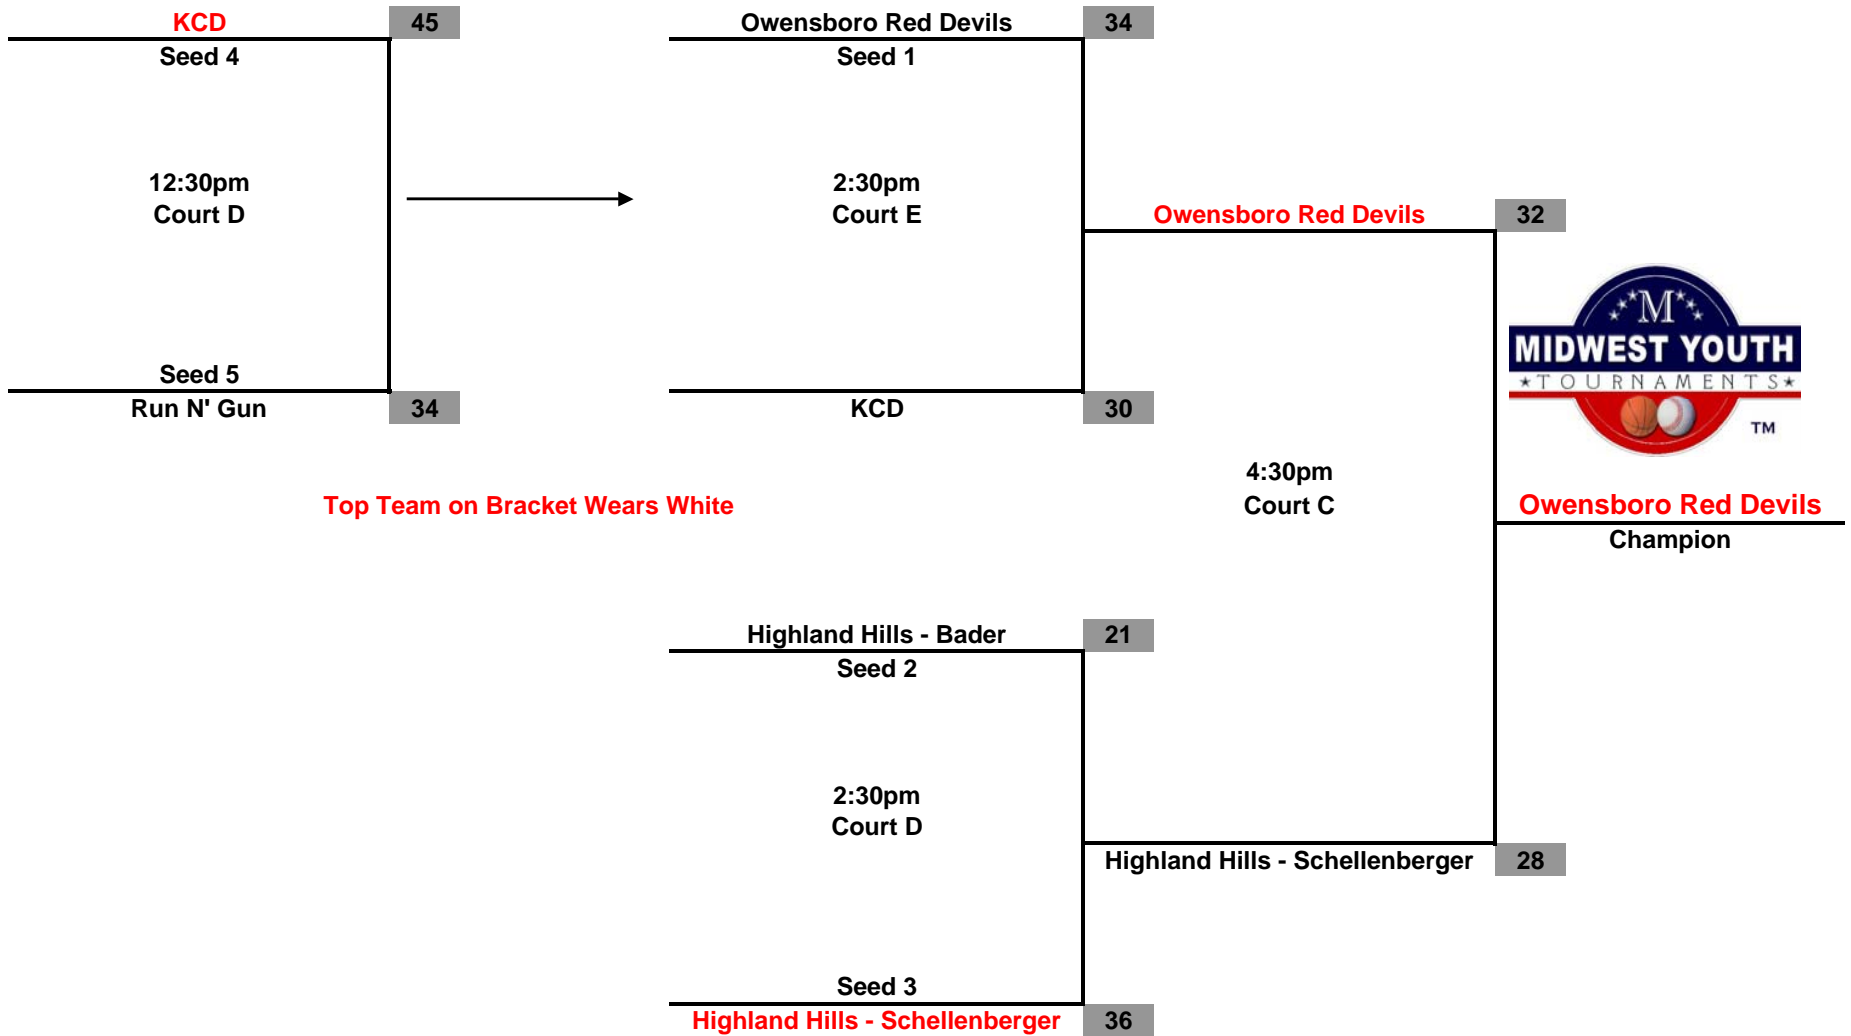 KCD 45
Seed 4
12:30pm
Court D
Seed 5
Run N' Gun 34
Owensboro Red Devils 34
Seed 1
2:30pm
Court E
KCD 30
Owensboro Red Devils 32
M
MIDWEST YOUTH
TOURNAMENTS
TM
4:30pm
Court C
Top Team on Bracket Wears White
Owensboro Red Devils
Champion
Highland Hills - Bader 21
Seed 2
2:30pm
Court D
Highland Hills - Schellenberger 28
Seed 3
Highland Hills - Schellenberger 36